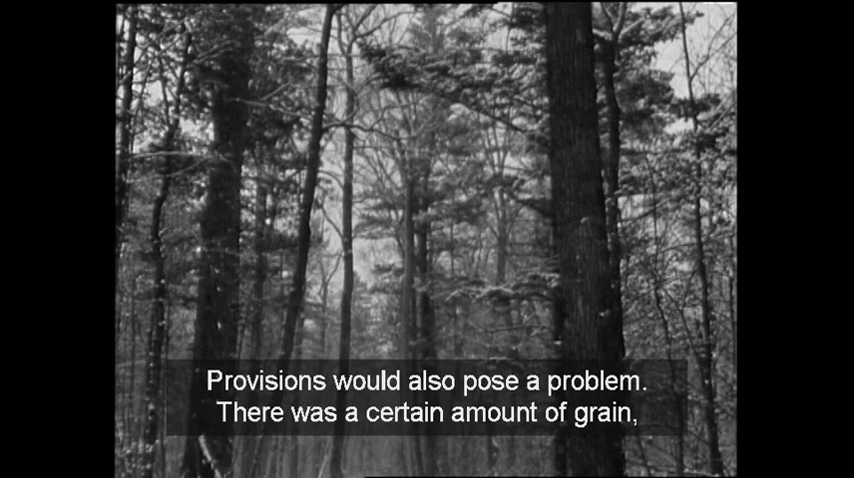 Provisions would also pose a problem.
There was a certain amount of grain,